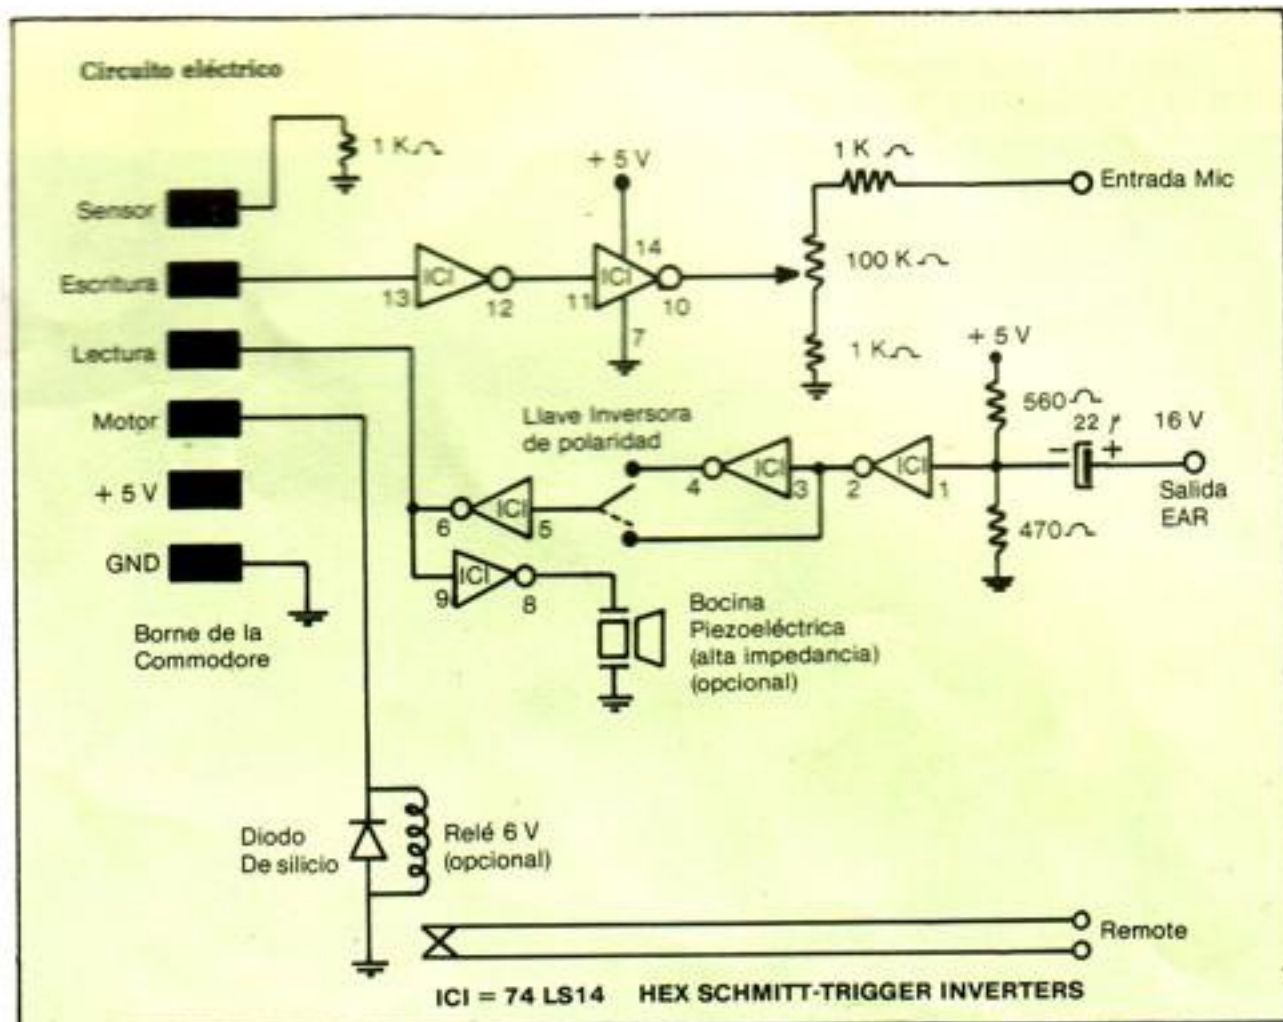 Circuito eléctrico
1 K
Sensor
Escritura
Lectura
Motor
+ 5 V
GND
Borne de la
Commodore
+ 5 V
14
ICI
13
12
ICI
11
10
7
1 K
Entrada Mic
100 K
1 K
+ 5 V
560
22
16 V
− +
Salida
EAR
470
Llave Inversora
de polaridad
ICI
4
3
ICI
2
1
ICI
6
5
ICI
9
8
Bocina
Piezoeléctrica
(alta impedancia)
(opcional)
Diodo
De silicio
Relé 6 V
(opcional)
Remote
ICI = 74 LS14 HEX SCHMITT-TRIGGER INVERTERS